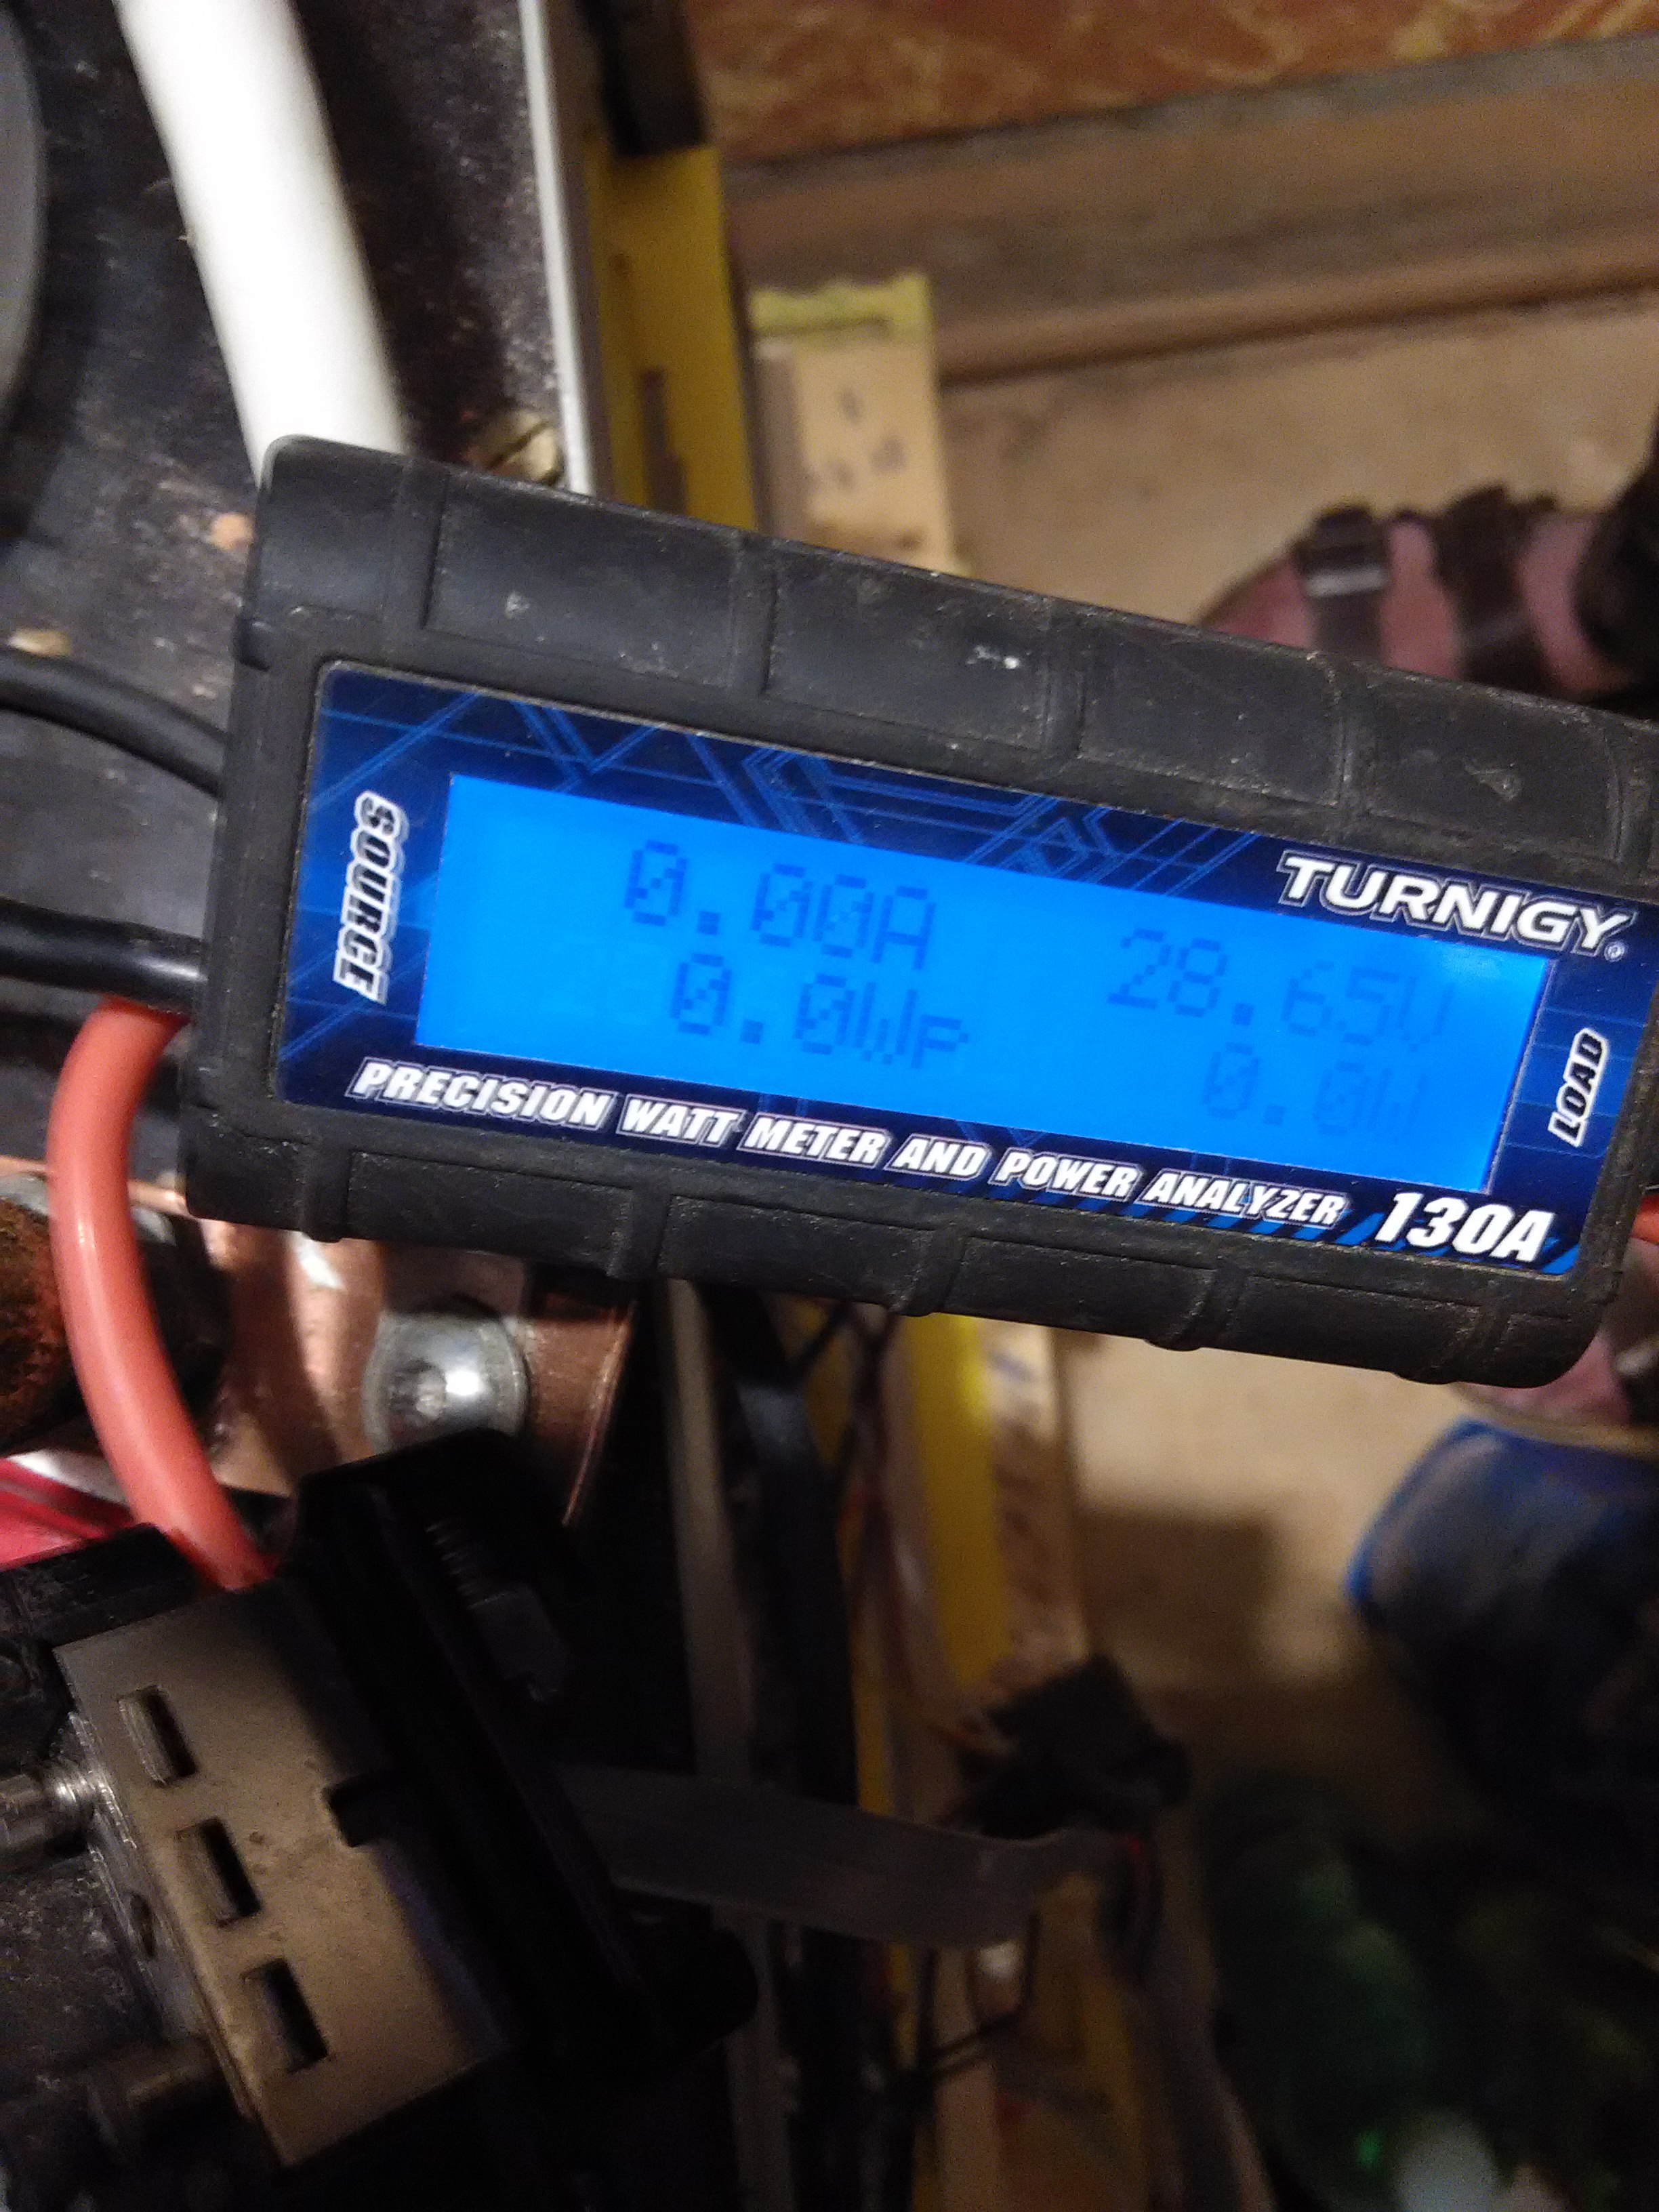 TURNIGY®
SOURCE
0.00A 28.65V
0.0Wp 0.0W
LOAD
PRECISION WATT METER AND POWER ANALYZER 130A